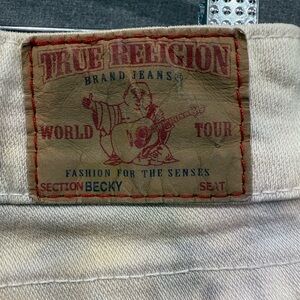 TRUE RELIGION
BRAND JEANS
WORLD TOUR
FASHION FOR THE SENSES
SECTION BECKY SEAT